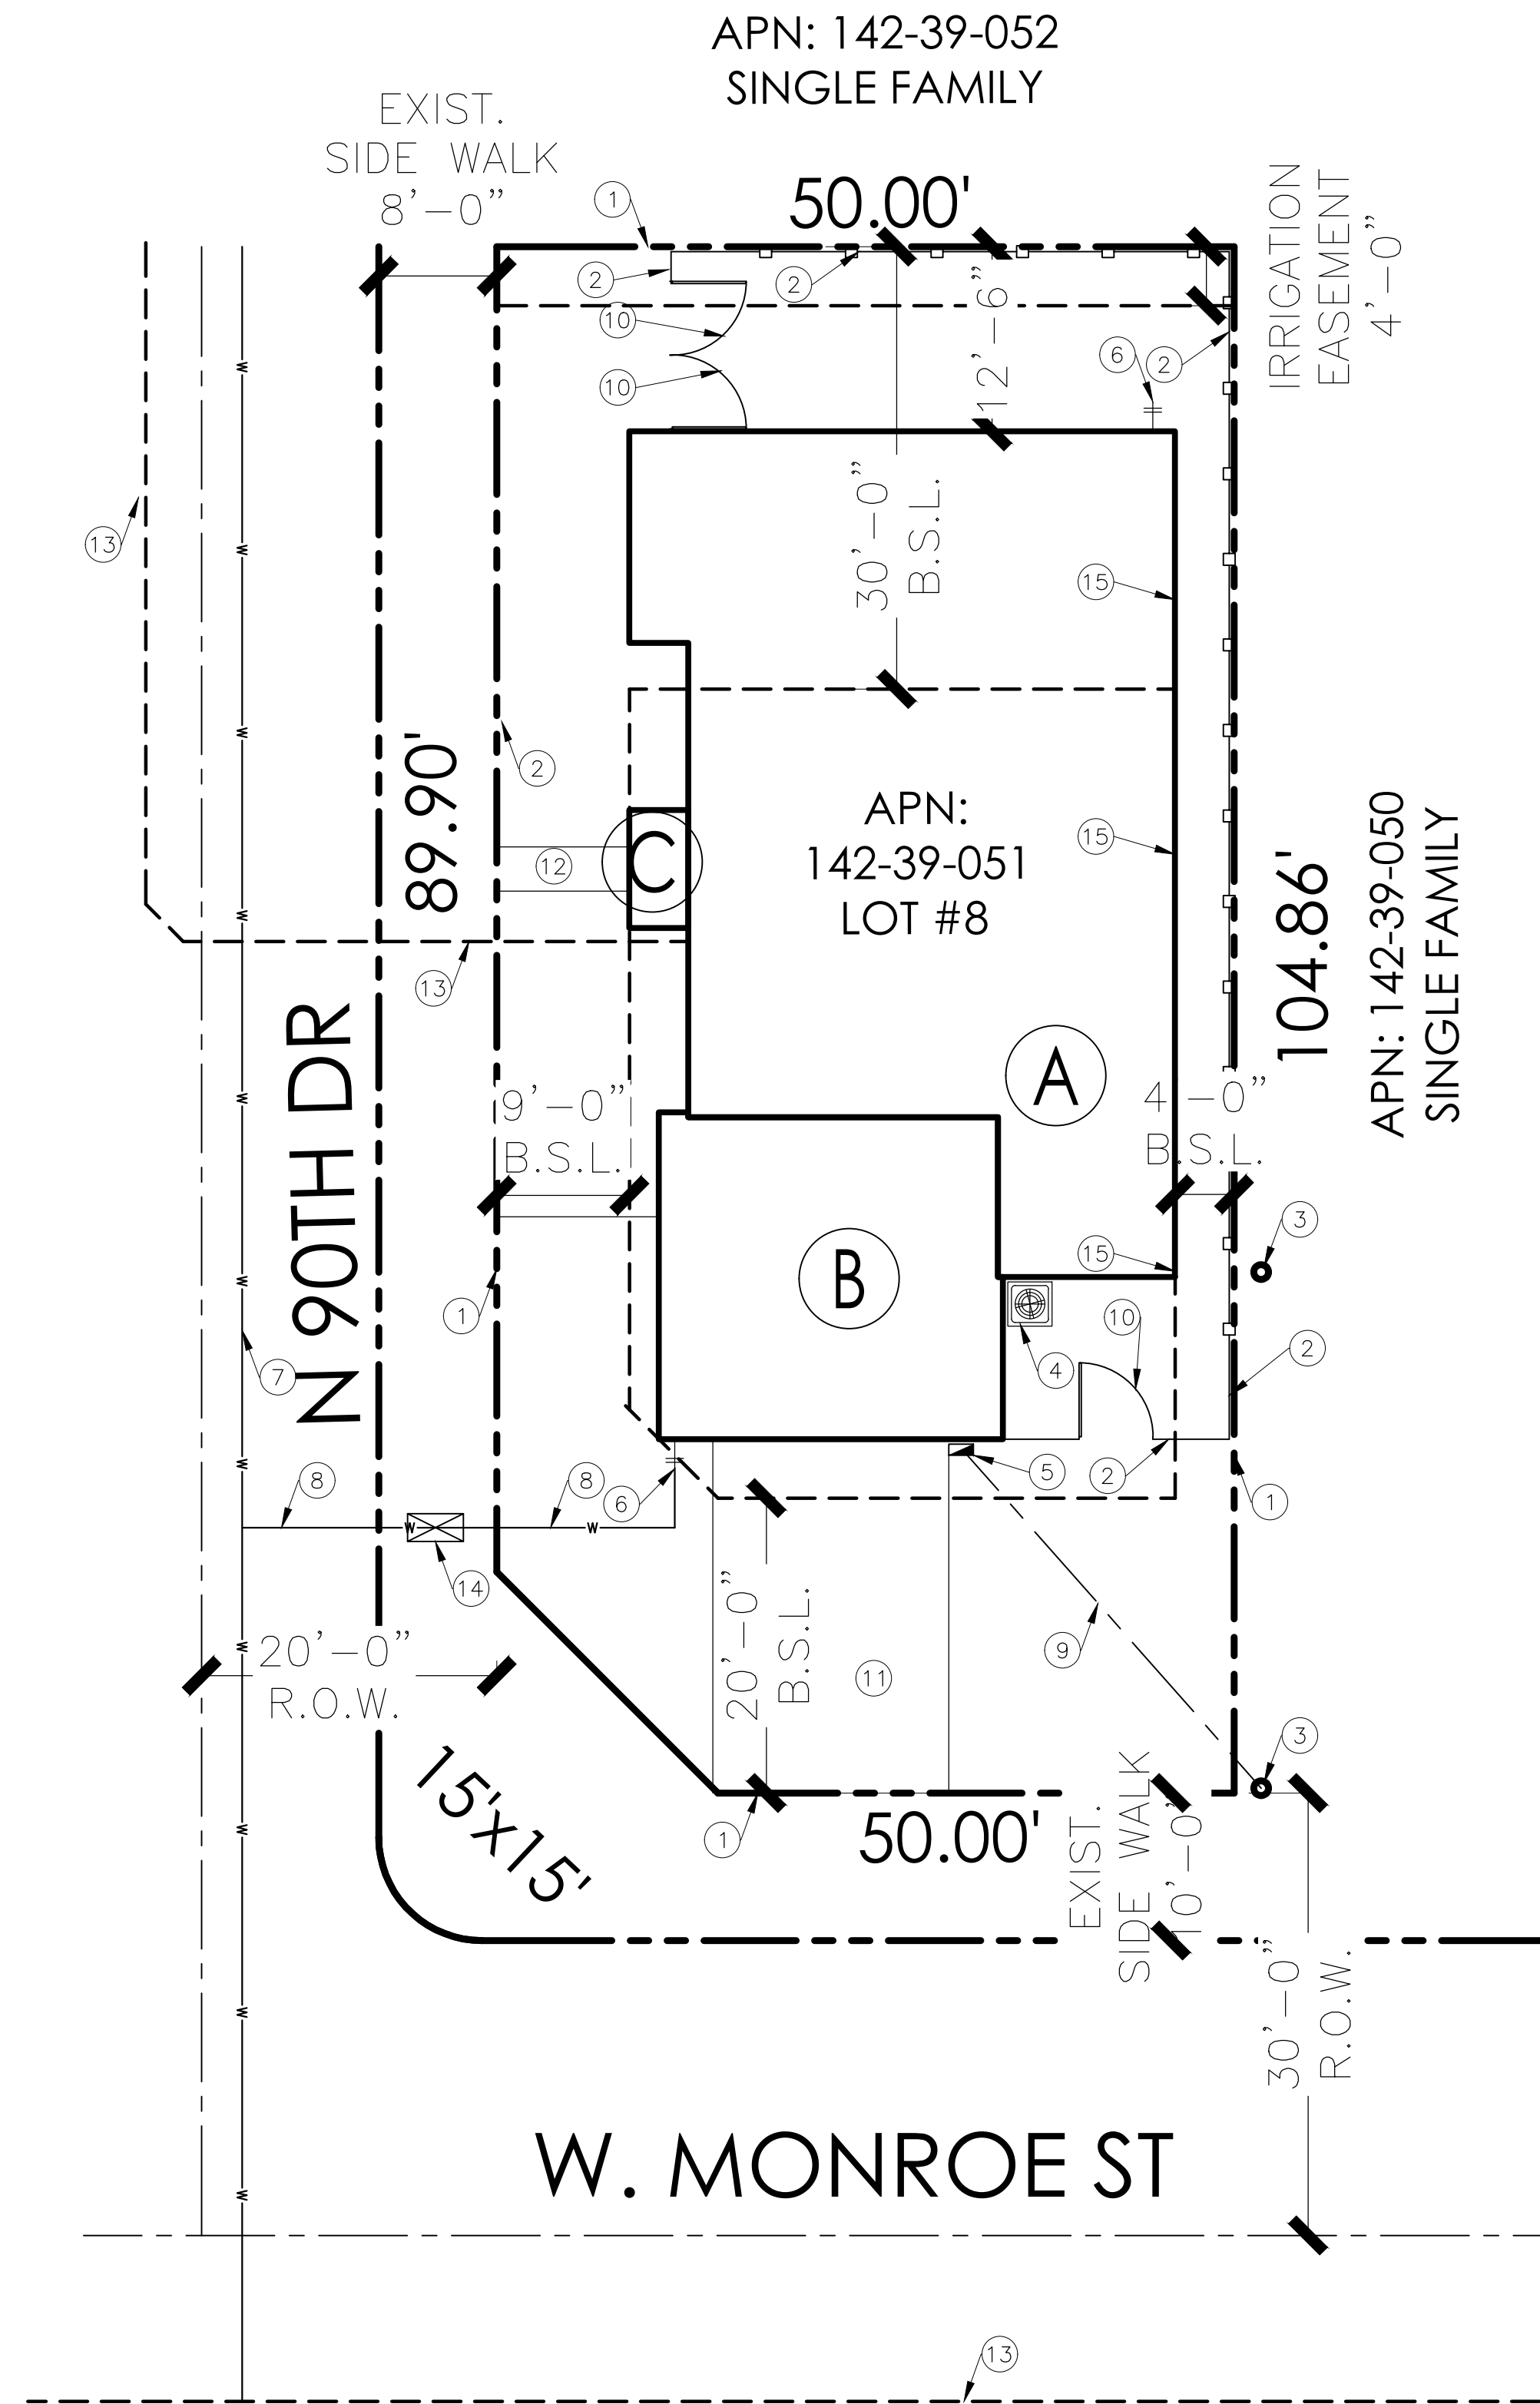 APN: 142-39-052
SINGLE FAMILY
EXIST.
SIDE WALK
8'-0"
1
50.00'
IRRIGATION
EASEMENT
4'-0"
2
2
10
12'-6"
6
2
10
30'-0"
B.S.L.
13
15
2
89.90'
APN:
142-39-051
LOT #8
15
12
C
104.86'
APN: 142-39-050
SINGLE FAMILY
13
N 90TH DR
A
9'-0"
B.S.L.
4 -0"
B.S.L.
3
15
B
1
10
2
7
4
8
8
6
5
2
1
W
W
14
20'-0"
R.O.W.
20'-0"
B.S.L.
11
9
3
15'x15'
1
50.00'
EXIST.
SIDE WALK
10'-0"
30'-0"
R.O.W.
W. MONROE ST
13